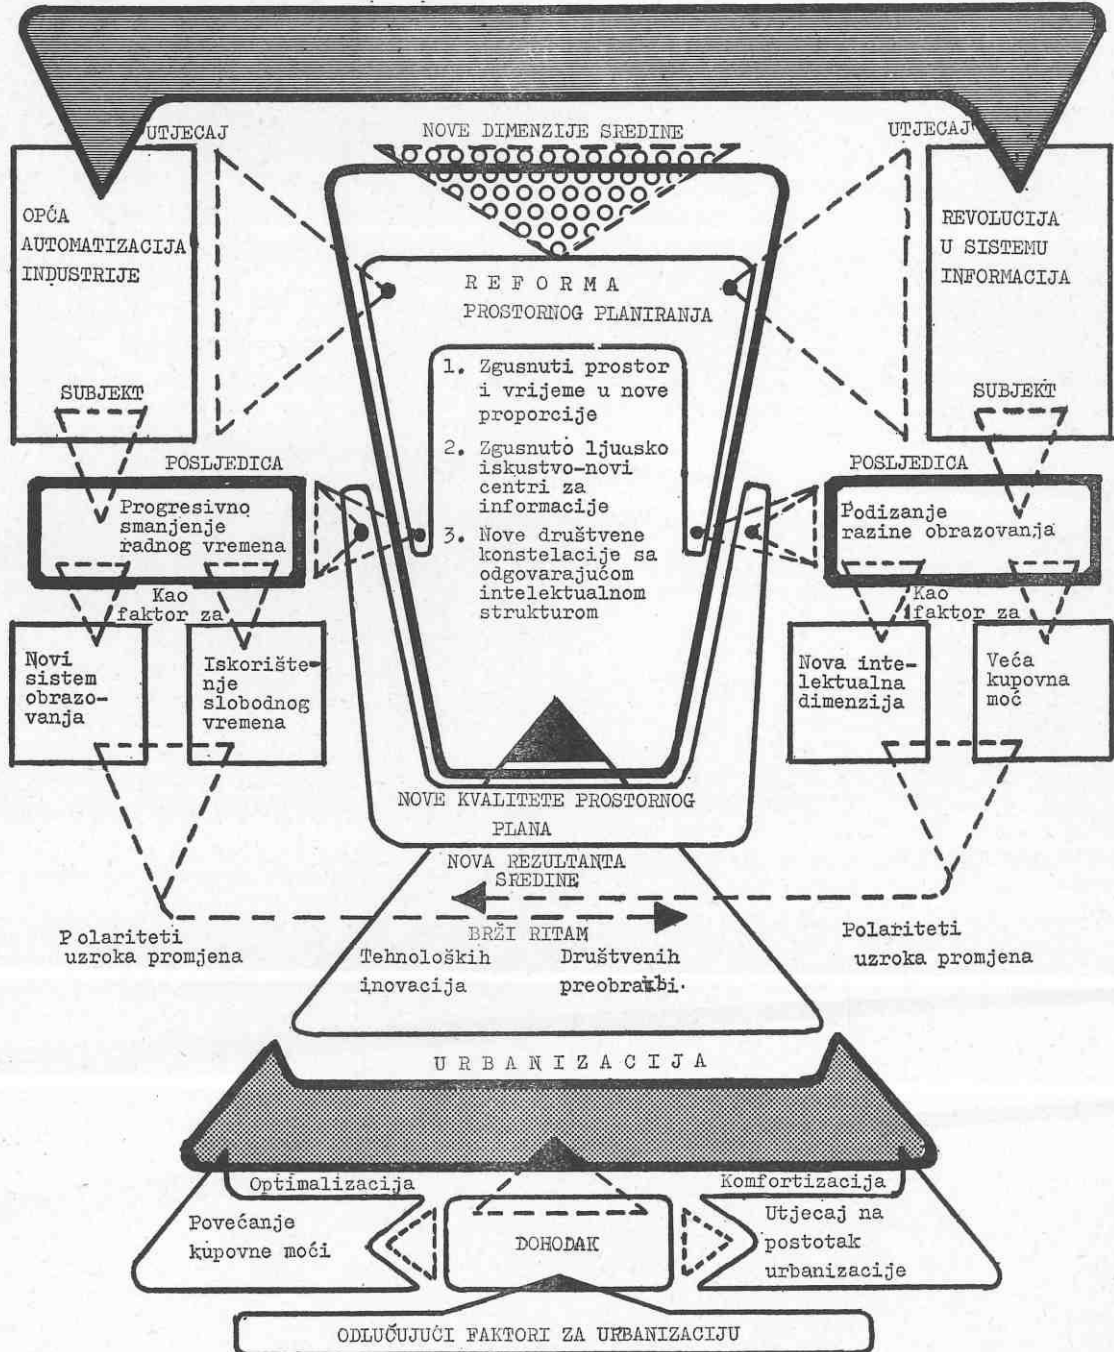 UTJECAJ
NOVE DIMENZIJE SREDINE
UTJECAJ
OPĆA
AUTOMATIZACIJA
INDUSTRIJE
SUBJEKT
REVOLUCIJA
U SISTEMU
INFORMACIJA
SUBJEKT
REFORMA
PROSTORNOG PLANIRANJA
1. Zgusnuti prostor
i vrijeme u nove
proporcije
2. Zgusnuto ljudsko
iskustvo-novi
centri za
informacije
3. Nove društvene
konstelacije sa
odgovarajućom
intelektualnom
strukturom
POSLJEDICA
Progresivno
smanjenje
radnog vremena
Kao
faktor za
Novi
sistem
obrazo-
vanja
Iskorište-
nje
slobodnog
vremena
POSLJEDICA
Podizanje
razine obrazovanja
Kao
faktor za
Nova inte-
lektualna
dimenzija
Veća
kupovna
moć
NOVE KVALITETE PROSTORNOG
PLANA
NOVA REZULTANTA
SREDINE
BRŽI RITAM
Tehnoloških
inovacija
Društvenih
preobrazbi.
Polariteti
uzroka promjena
Polariteti
uzroka promjena
URBANIZACIJA
Optimalizacija
Komfortizacija
Povećanje
kupovne moći
DOHODAK
Utjecaj na
postotak
urbanizacije
ODLUČUJUĆI FAKTORI ZA URBANIZACIJU